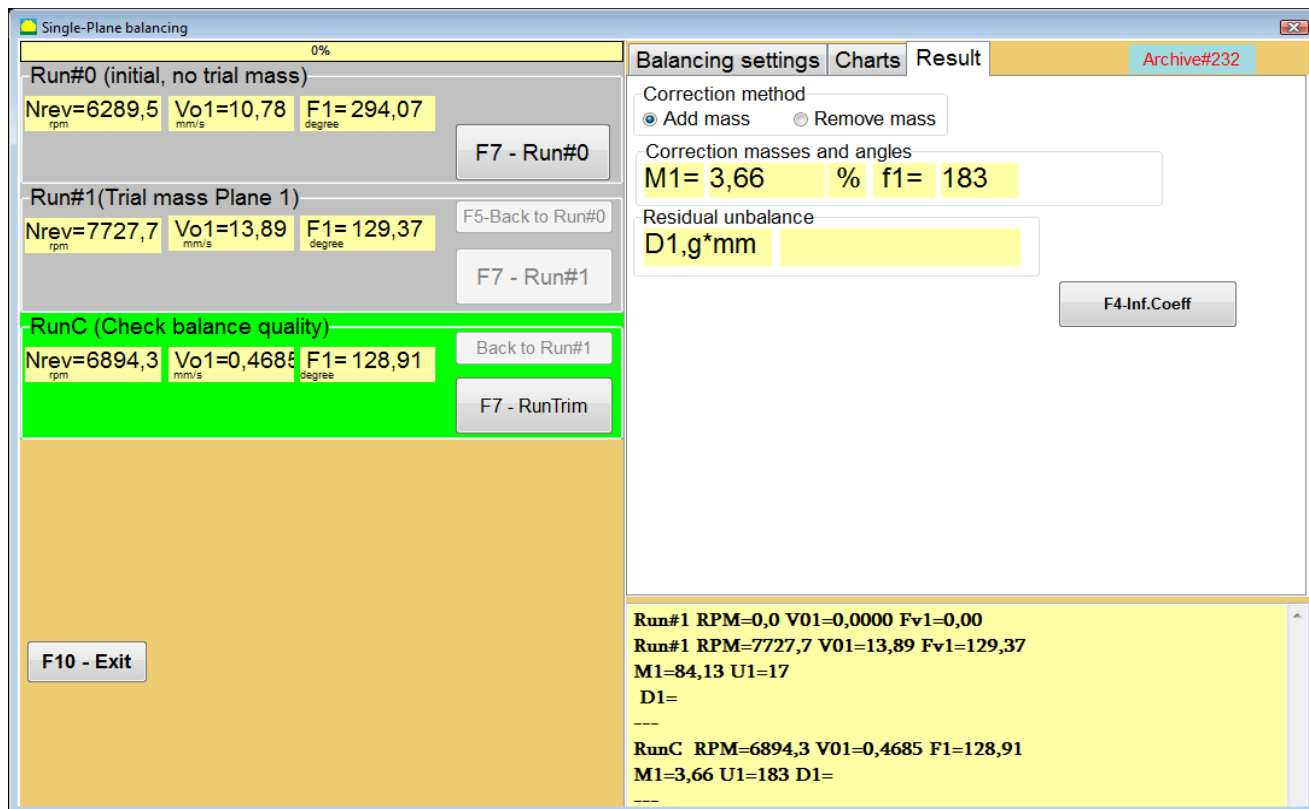 Single-Plane balancing
0%
Run#0 (initial, no trial mass)
Nrev=6289,5 Vo1=10,78 F1= 294,07
rpm mm/s degree
F7 - Run#0
Run#1(Trial mass Plane 1)
Nrev=7727,7 Vo1=13,89 F1= 129,37
rpm mm/s degree
F5-Back to Run#0
F7 - Run#1
RunC (Check balance quality)
Nrev=6894,3 Vo1=0,4685 F1= 128,91
rpm mm/s degree
Back to Run#1
F7 - RunTrim
F10 - Exit
Balancing settings Charts Result Archive#232
Correction method
Add mass Remove mass
Correction masses and angles
M1= 3,66 % f1= 183
Residual unbalance
D1,g*mm
F4-Inf.Coeff
Run#1 RPM=0,0 V01=0,0000 Fv1=0,00
Run#1 RPM=7727,7 V01=13,89 Fv1=129,37
M1=84,13 U1=17
D1=
---
RunC RPM=6894,3 V01=0,4685 F1=128,91
M1=3,66 U1=183 D1=
---